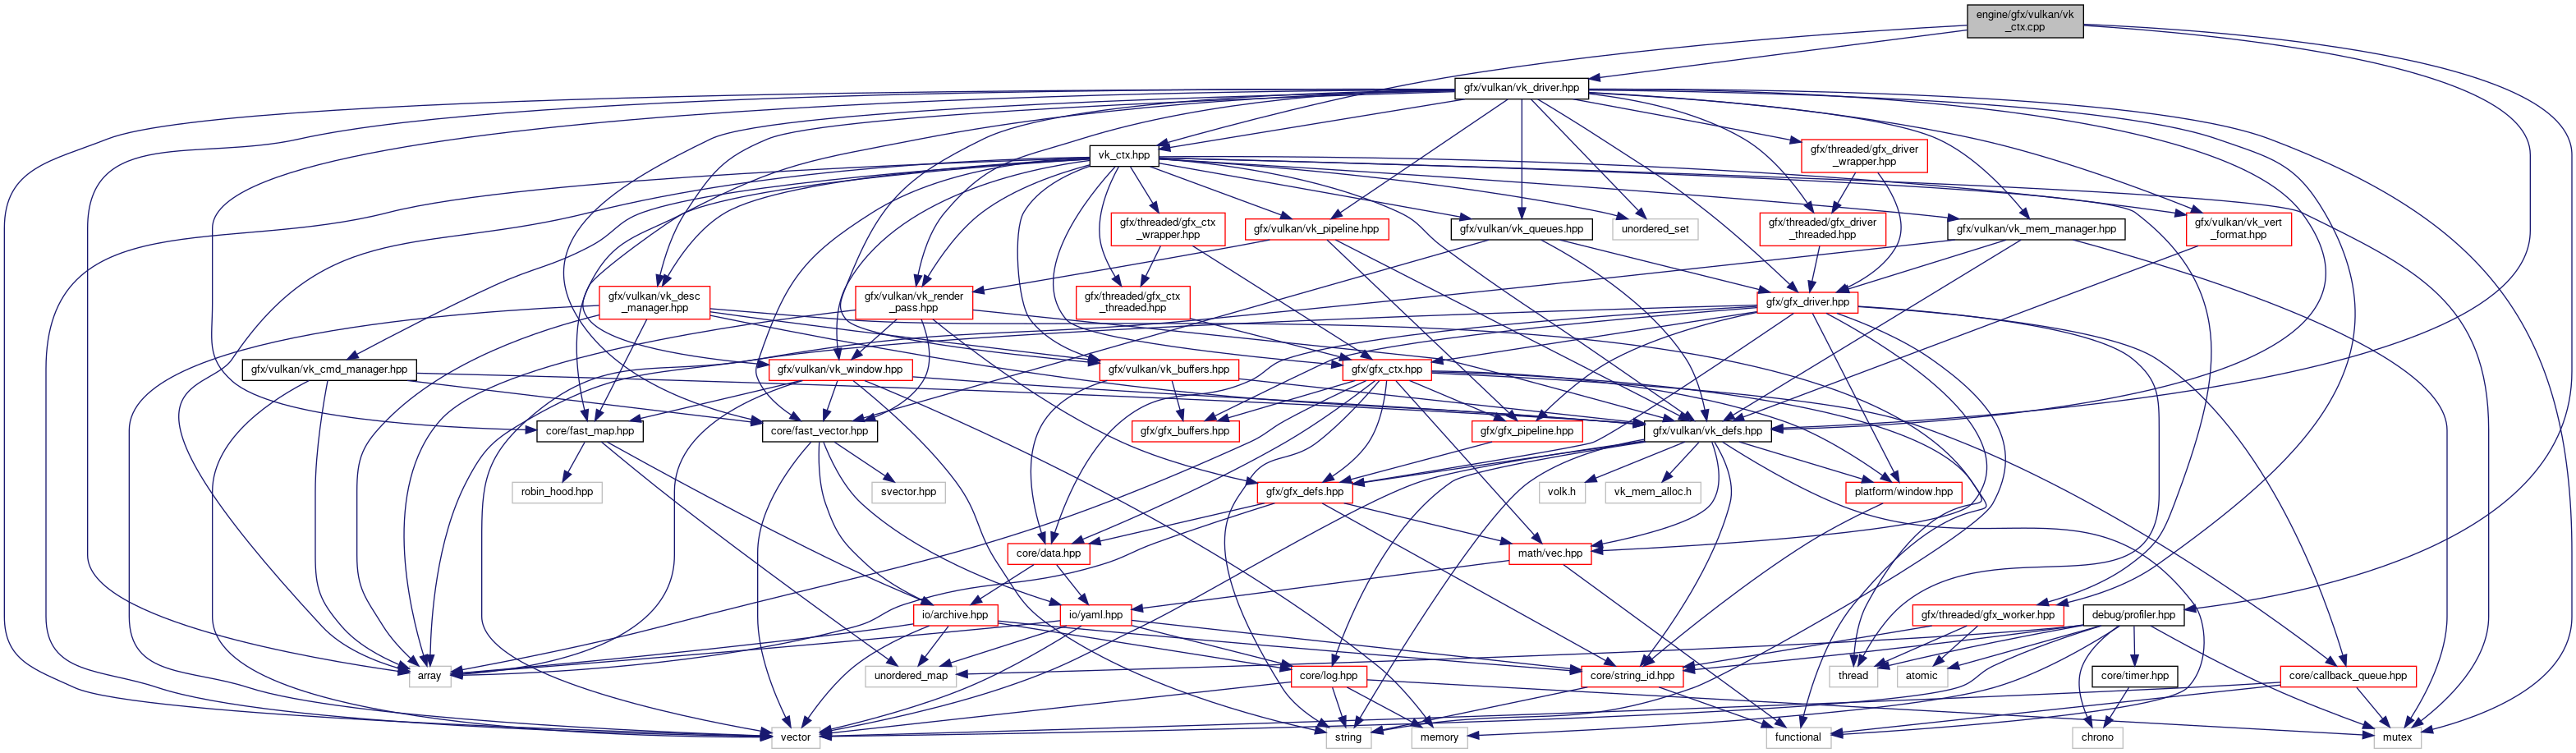 engine/gfx/vulkan/vk
_ctx.cpp
gfx/vulkan/vk_driver.hpp
vk_ctx.hpp
gfx/threaded/gfx_driver
_wrapper.hpp
gfx/threaded/gfx_ctx
_wrapper.hpp
gfx/vulkan/vk_pipeline.hpp
gfx/vulkan/vk_queues.hpp
unordered_set
gfx/threaded/gfx_driver
_threaded.hpp
gfx/vulkan/vk_mem_manager.hpp
gfx/vulkan/vk_vert
_format.hpp
gfx/vulkan/vk_desc
_manager.hpp
gfx/vulkan/vk_render
_pass.hpp
gfx/threaded/gfx_ctx
_threaded.hpp
gfx/gfx_driver.hpp
gfx/vulkan/vk_cmd_manager.hpp
gfx/vulkan/vk_window.hpp
gfx/vulkan/vk_buffers.hpp
gfx/gfx_ctx.hpp
core/fast_map.hpp
core/fast_vector.hpp
gfx/gfx_buffers.hpp
gfx/gfx_pipeline.hpp
gfx/vulkan/vk_defs.hpp
robin_hood.hpp
svector.hpp
gfx/gfx_defs.hpp
volk.h
vk_mem_alloc.h
platform/window.hpp
core/data.hpp
math/vec.hpp
io/archive.hpp
io/yaml.hpp
gfx/threaded/gfx_worker.hpp
debug/profiler.hpp
array
unordered_map
core/log.hpp
core/string_id.hpp
thread
atomic
core/timer.hpp
core/callback_queue.hpp
vector
string
memory
functional
chrono
mutex